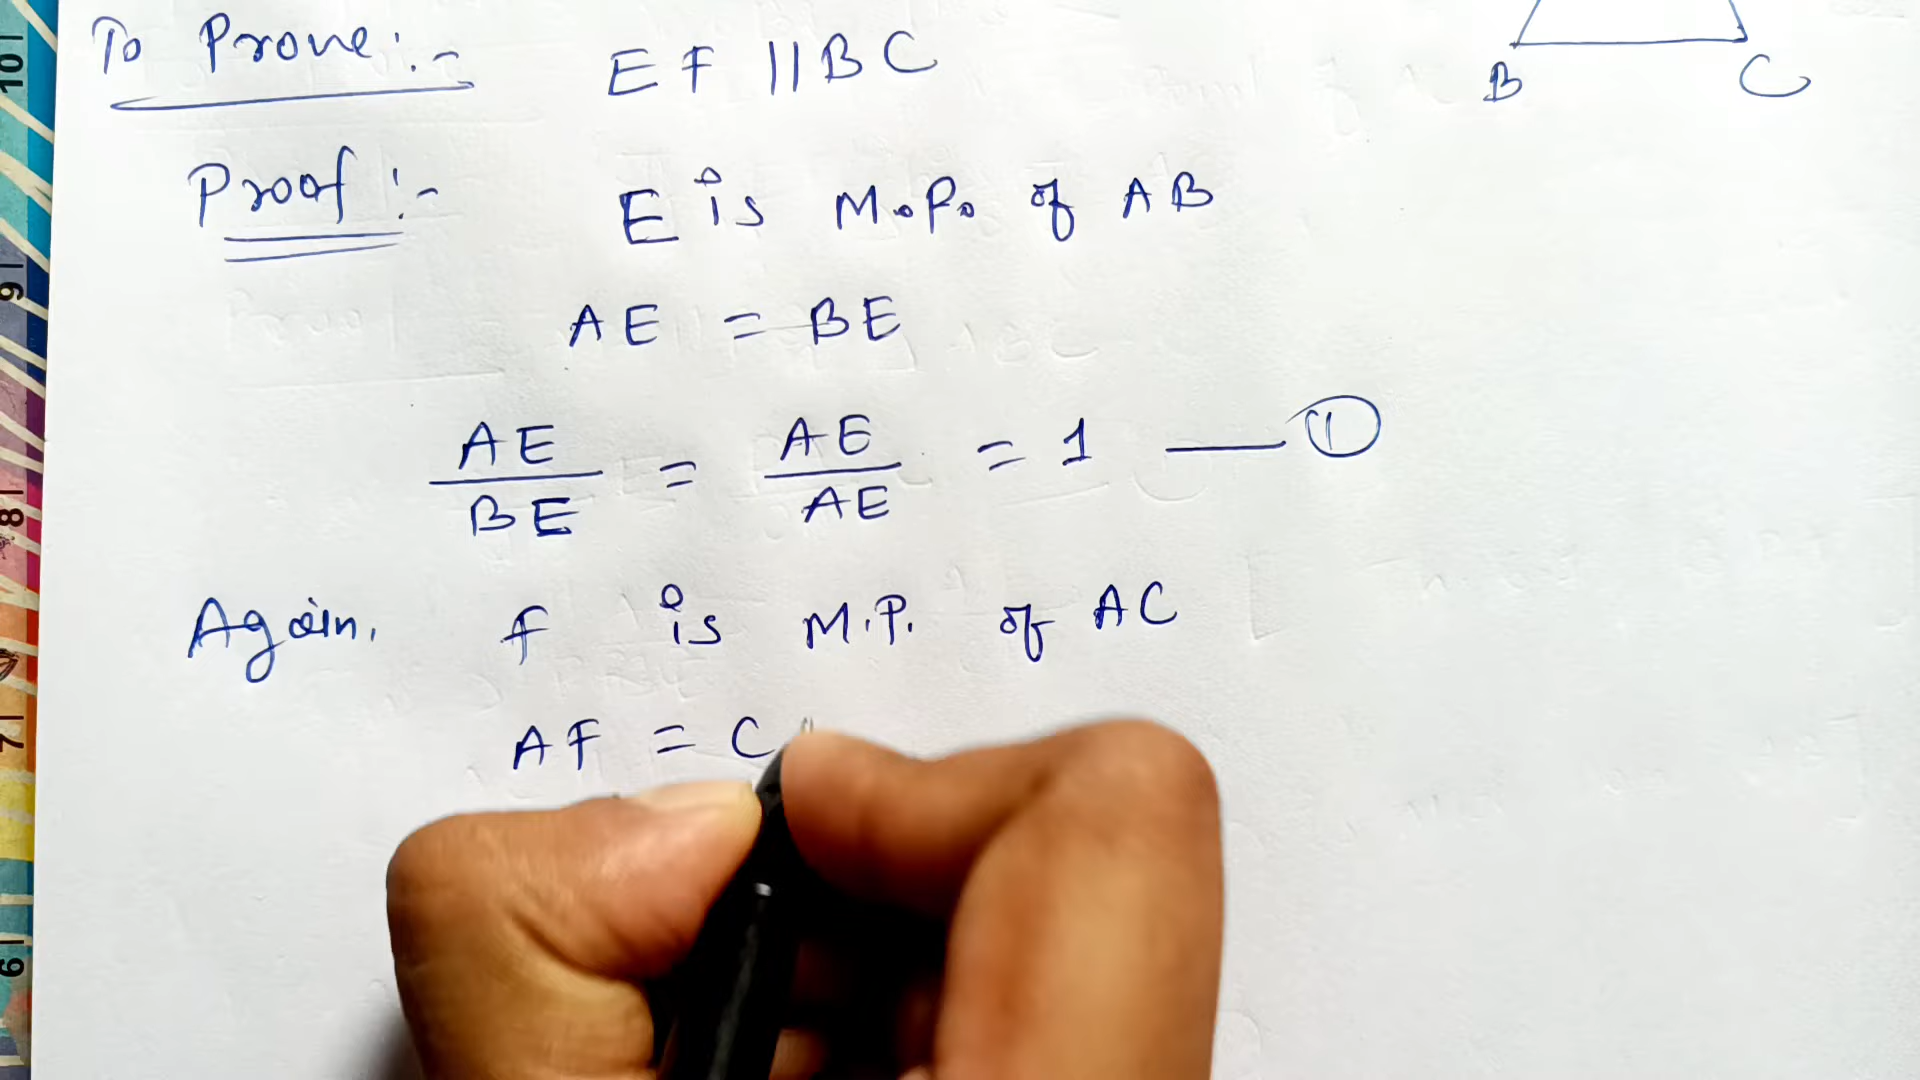 To Prove :- EF || BC
B C
Proof :- E is M.P. of AB
AE = BE
AE/BE = AE/AE = 1 — ①
Again, f is M.P. of AC
AF = C
10
9
8
7
6